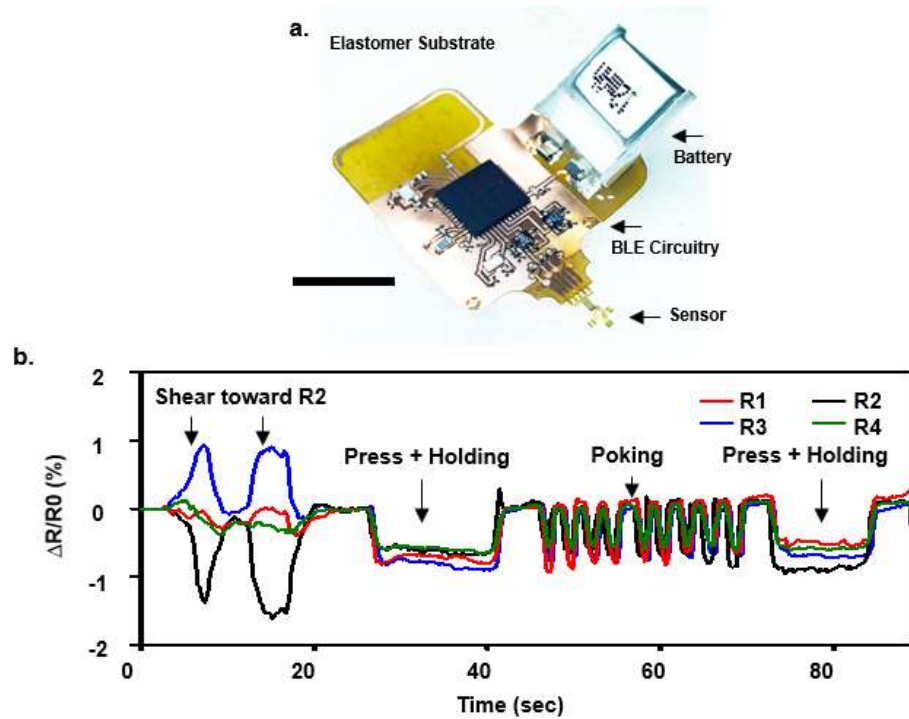 a.
Elastomer Substrate
Battery
BLE Circuitry
Sensor
b.
2
1
0
-1
-2
ΔR/R0 (%)
Shear toward R2
R1
R2
R3
R4
Press + Holding
Poking
Press + Holding
0
20
40
60
80
Time (sec)